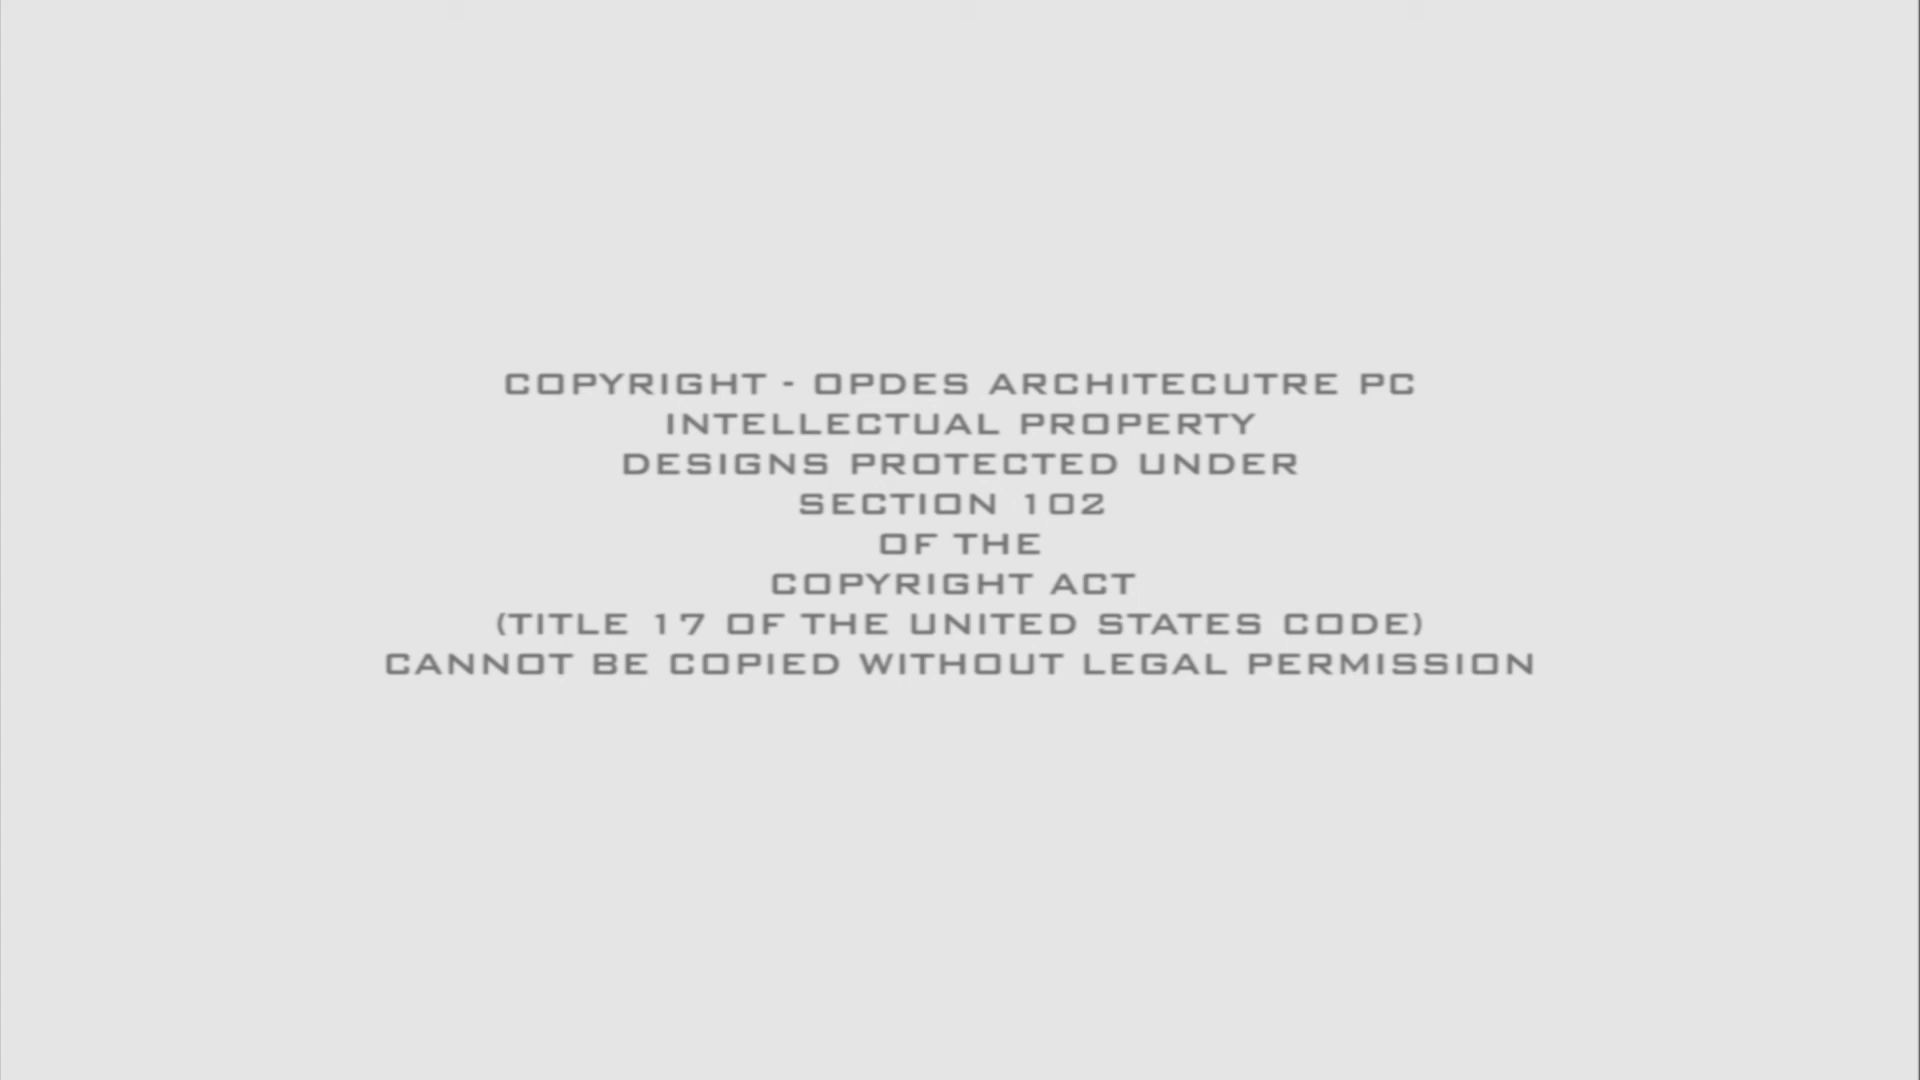 COPYRIGHT - OPDES ARCHITECUTRE PC
INTELLECTUAL PROPERTY
DESIGNS PROTECTED UNDER
SECTION 102
OF THE
COPYRIGHT ACT
(TITLE 17 OF THE UNITED STATES CODE)
CANNOT BE COPIED WITHOUT LEGAL PERMISSION